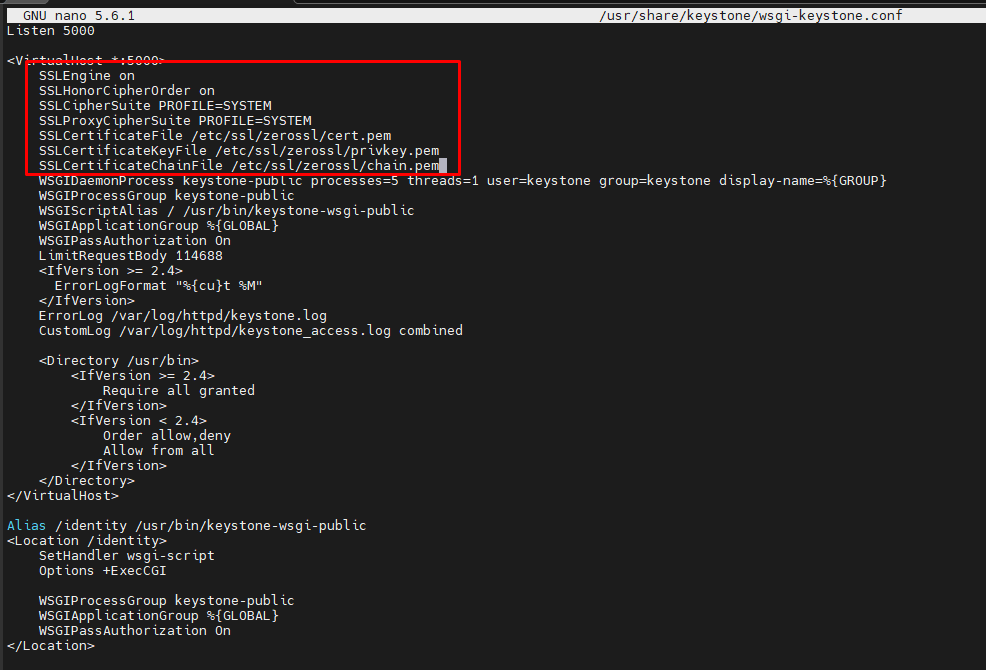 GNU nano 5.6.1 /usr/share/keystone/wsgi-keystone.conf
Listen 5000
<VirtualHost *:5000>
SSLEngine on
SSLHonorCipherOrder on
SSLCipherSuite PROFILE=SYSTEM
SSLProxyCipherSuite PROFILE=SYSTEM
SSLCertificateFile /etc/ssl/zerossl/cert.pem
SSLCertificateKeyFile /etc/ssl/zerossl/privkey.pem
SSLCertificateChainFile /etc/ssl/zerossl/chain.pem
WSGIDaemonProcess keystone-public processes=5 threads=1 user=keystone group=keystone display-name=%{GROUP}
WSGIProcessGroup keystone-public
WSGIScriptAlias / /usr/bin/keystone-wsgi-public
WSGIApplicationGroup %{GLOBAL}
WSGIPassAuthorization On
LimitRequestBody 114688
<IfVersion >= 2.4>
ErrorLogFormat "%{cu}t %M"
</IfVersion>
ErrorLog /var/log/httpd/keystone.log
CustomLog /var/log/httpd/keystone_access.log combined
<Directory /usr/bin>
<IfVersion >= 2.4>
Require all granted
</IfVersion>
<IfVersion < 2.4>
Order allow,deny
Allow from all
</IfVersion>
</Directory>
</VirtualHost>
Alias /identity /usr/bin/keystone-wsgi-public
<Location /identity>
SetHandler wsgi-script
Options +ExecCGI
WSGIProcessGroup keystone-public
WSGIApplicationGroup %{GLOBAL}
WSGIPassAuthorization On
</Location>